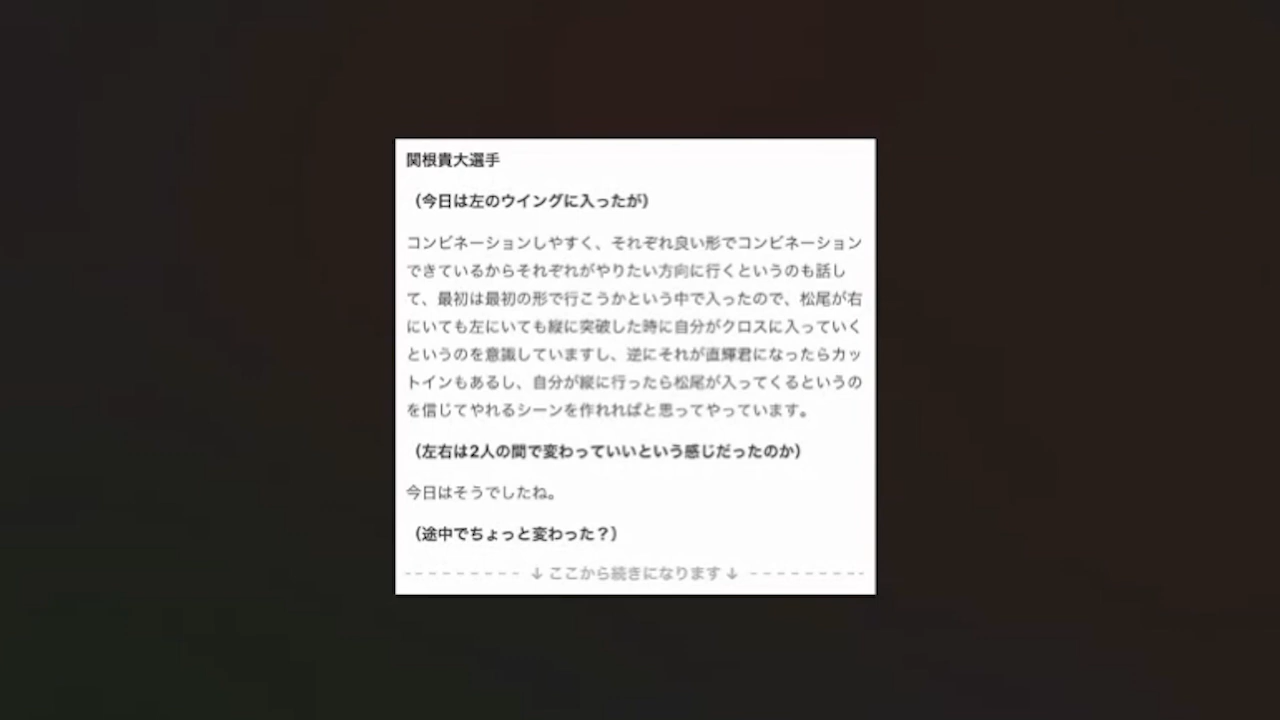 関根貴大選手
（今日は左のウイングに入ったが）
コンビネーションしやすく、それぞれ良い形でコンビネーション
できているからそれぞれがやりたい方向に行くというのも話し
て、最初は最初の形で行こうかという中で入ったので、松尾が右
にいても左にいても縦に突破した時に自分がクロスに入っていく
というのを意識していますし、逆にそれが直輝君になったらカッ
トインもあるし、自分が縦に行ったら松尾が入ってくるというの
を信じてやれるシーンを作れればと思ってやっています。
（左右は2人の間で変わっていいという感じだったのか）
今日はそうでしたね。
（途中でちょっと変わった？）
↓ ここから続きになります ↓